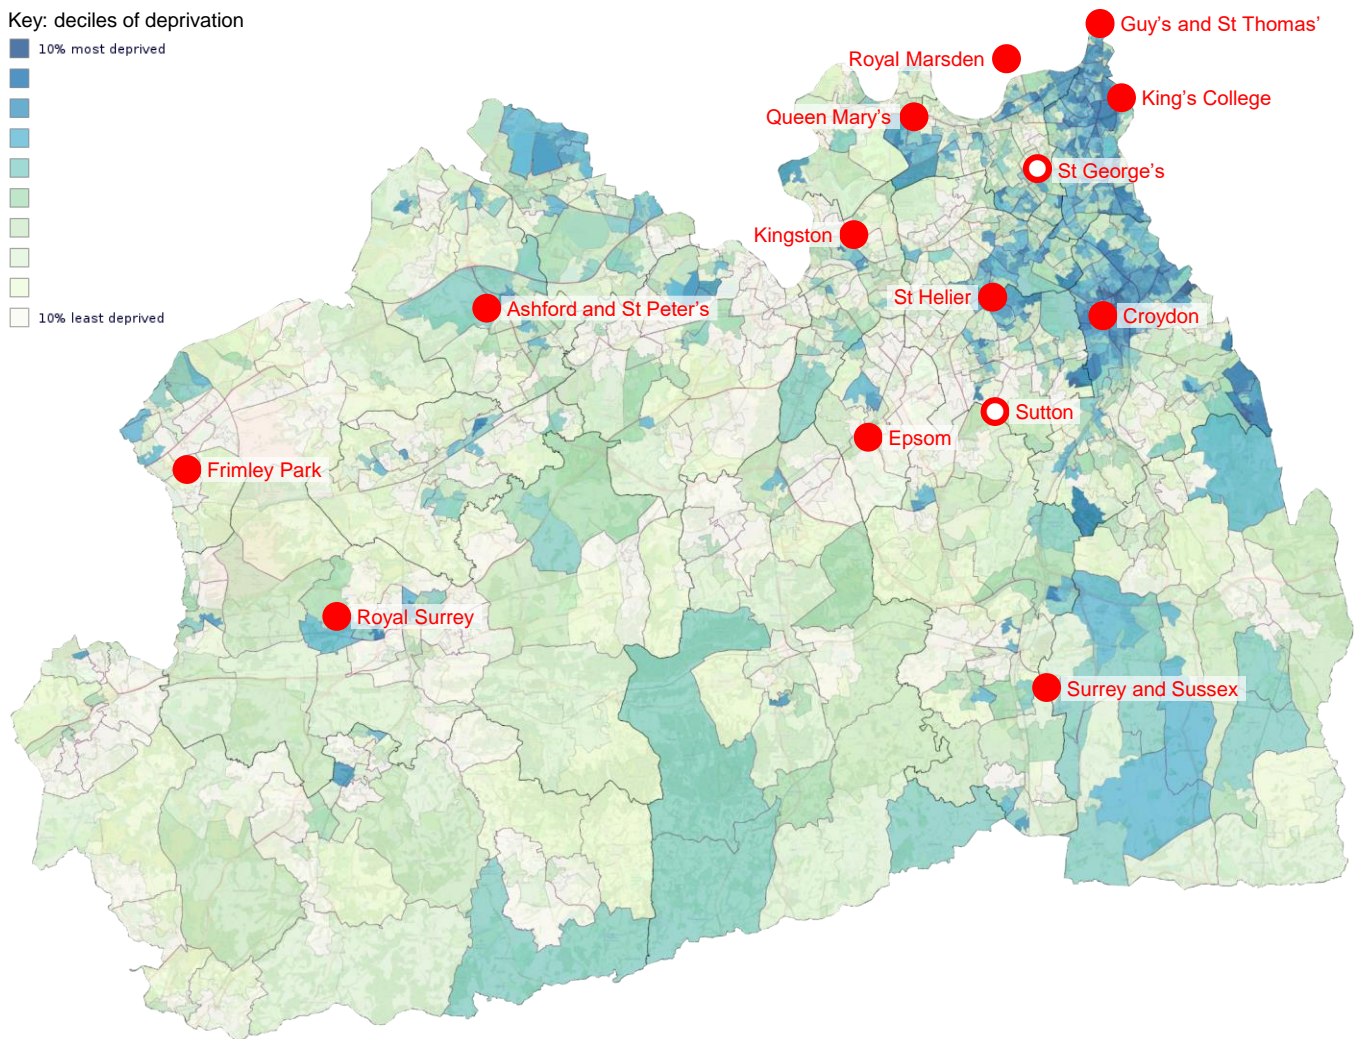 Key: deciles of deprivation
10% most deprived
10% least deprived
Guy’s and St Thomas’
Royal Marsden
King’s College
Queen Mary’s
St George’s
Kingston
St Helier
Ashford and St Peter’s
Croydon
Sutton
Epsom
Frimley Park
Royal Surrey
Surrey and Sussex